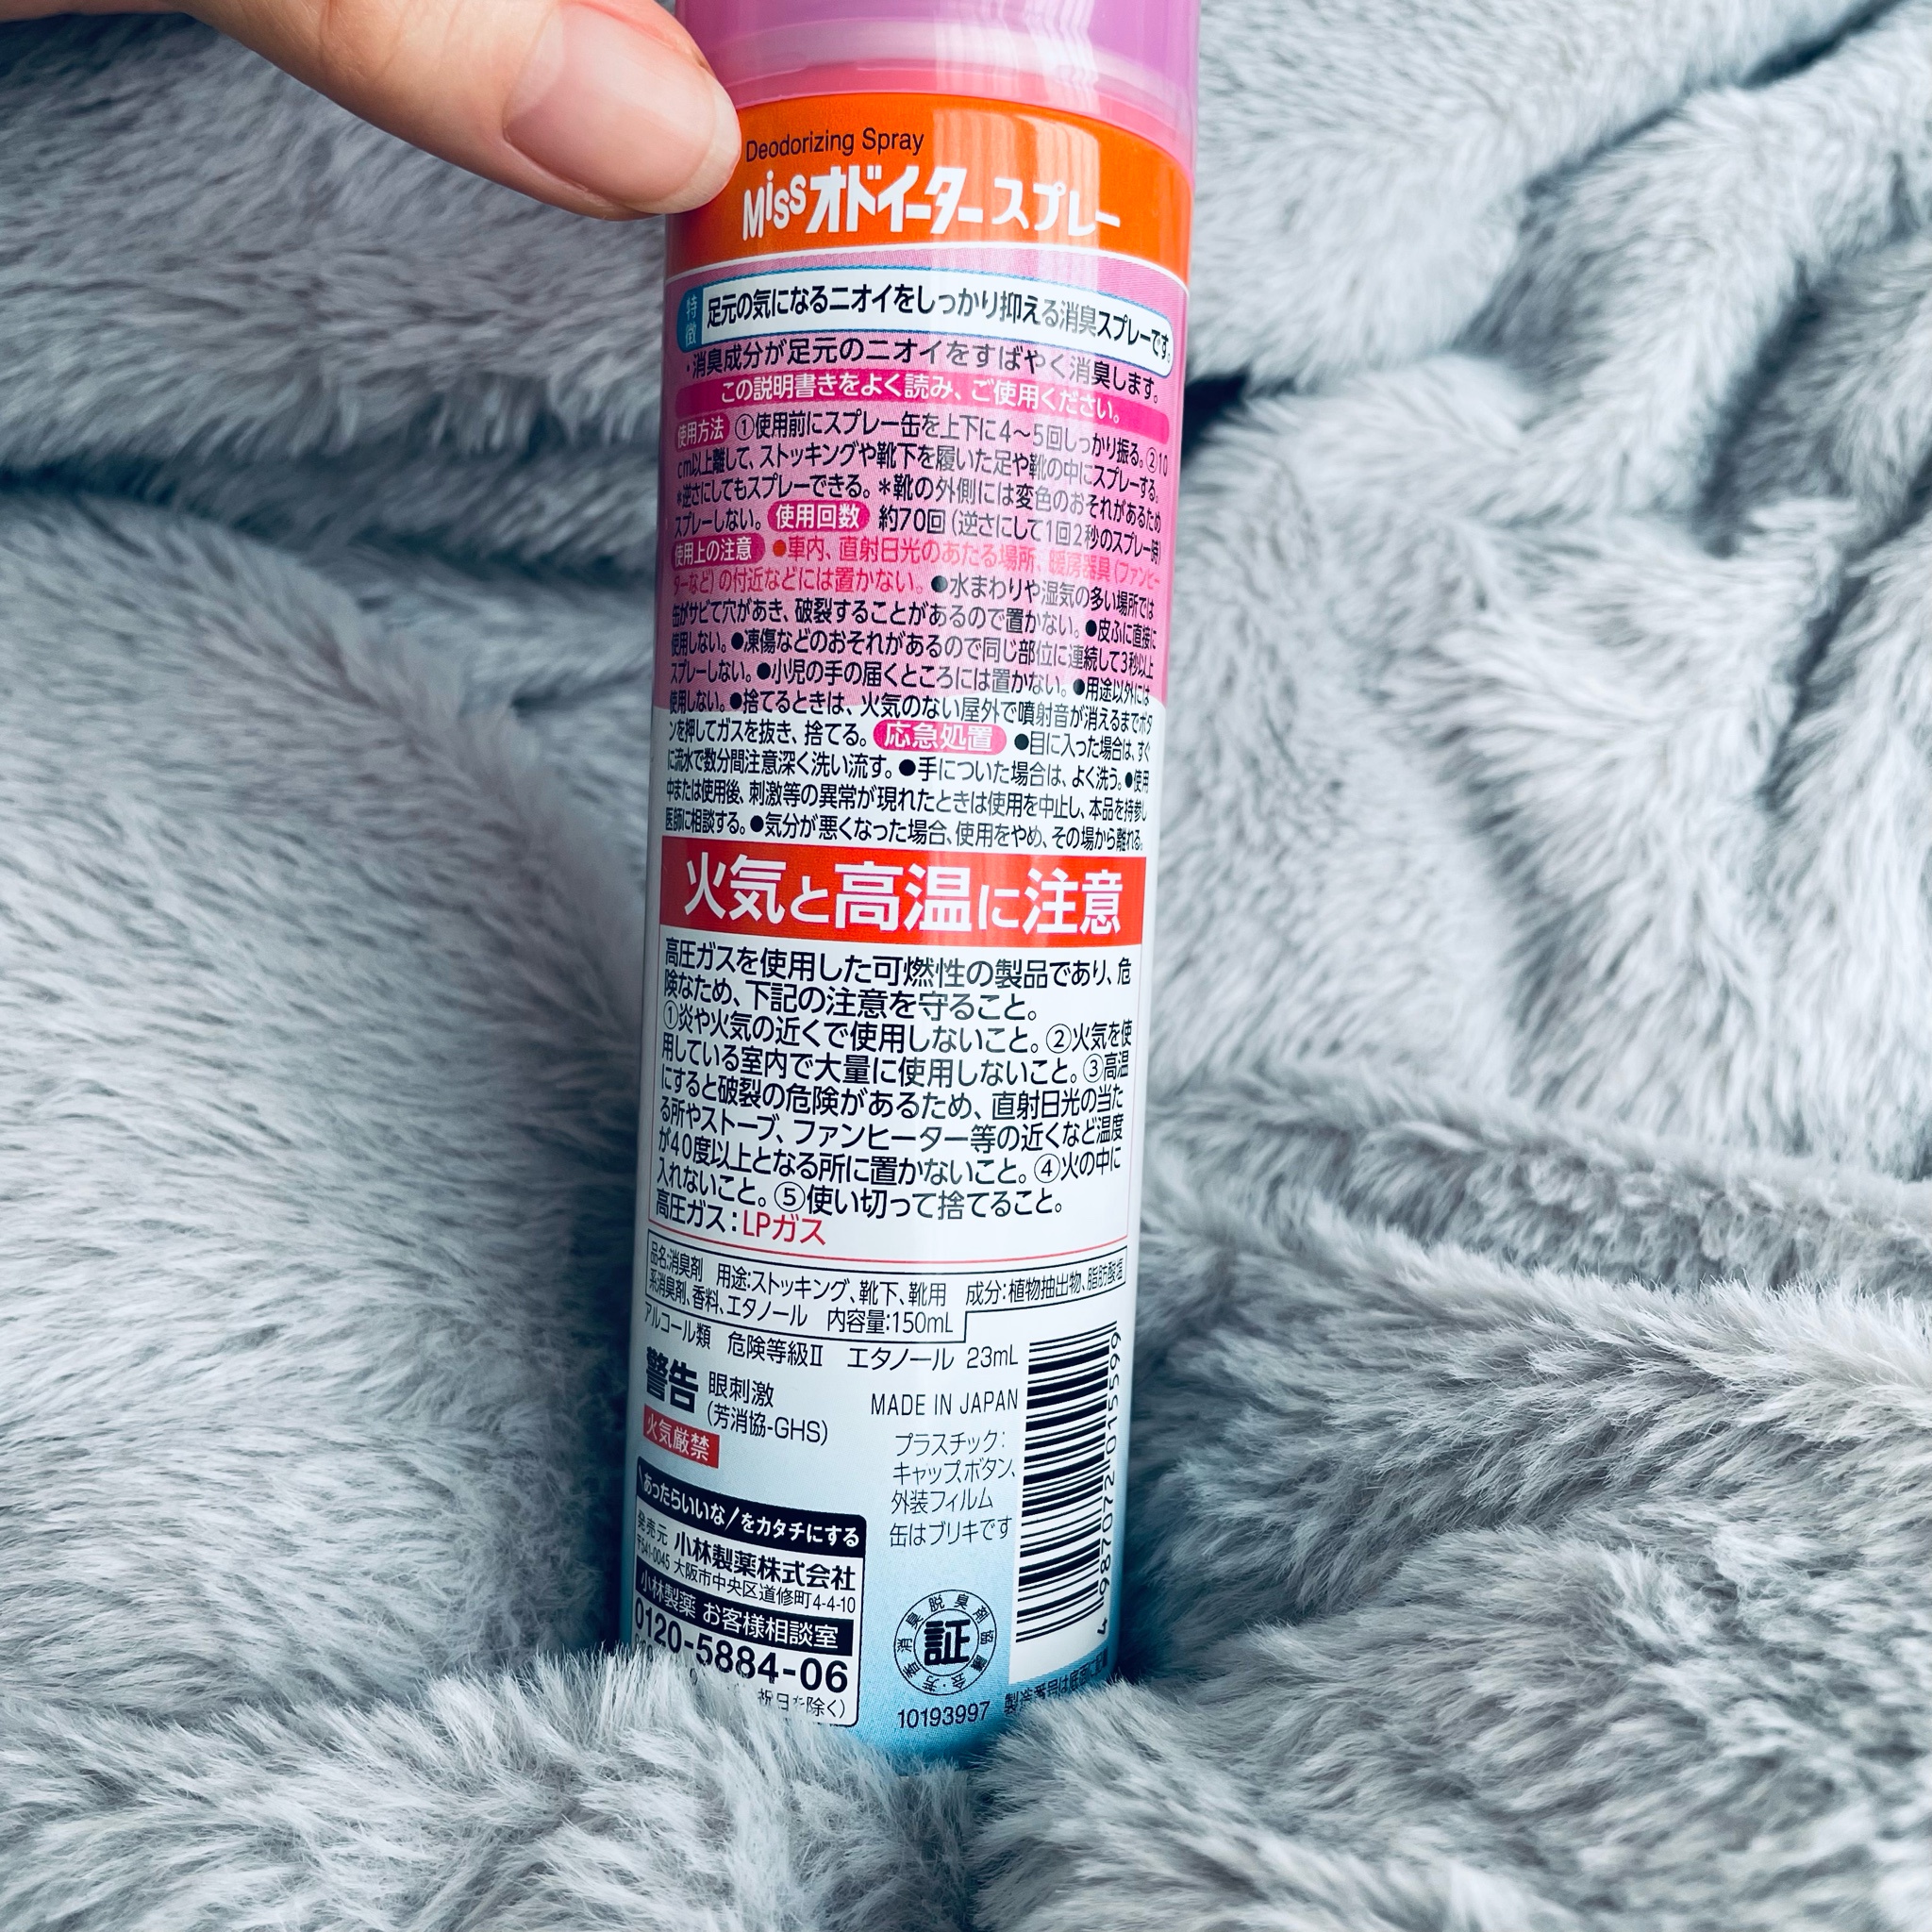 Deodorizing Spray
Missオドイーター スプレー
特徴 足元の気になるニオイをしっかり抑える消臭スプレーです。
・消臭成分が足元のニオイをすばやく消臭します。
この説明書きをよく読み、ご使用ください。
使用方法 ①使用前にスプレー缶を上下に4〜5回しっかり振る。②10
cm以上離して、ストッキングや靴下を履いた足や靴の中にスプレーする。
＊逆さにしてもスプレーできる。＊靴の外側には変色のおそれがあるため
スプレーしない。 使用回数 約70回(逆さにして1回2秒のスプレー時)
使用上の注意 ●車内、直射日光のあたる場所、暖房器具(ファンヒー
ターなど)の付近などには置かない。●水まわりや湿気の多い場所では
缶がサビて穴があき、破裂することがあるので置かない。●皮ふに直接に
使用しない。●凍傷などのおそれがあるので同じ部位に連続して3秒以上
スプレーしない。●小児の手の届くところには置かない。●用途以外には
使用しない。●捨てるときは、火気のない屋外で噴射音が消えるまでボタ
ンを押してガスを抜き、捨てる。 応急処置 ●目に入った場合は、すぐ
に流水で数分間注意深く洗い流す。●手についた場合は、よく洗う。●使用
中または使用後、刺激等の異常が現れたときは使用を中止し、本品を持参し
医師に相談する。●気分が悪くなった場合、使用をやめ、その場から離れる。
火気と高温に注意
高圧ガスを使用した可燃性の製品であり、危
険なため、下記の注意を守ること。
①炎や火気の近くで使用しないこと。②火気を使
用している室内で大量に使用しないこと。③高温
にすると破裂の危険があるため、直射日光の当た
る所やストーブ、ファンヒーター等の近くなど温度
が40度以上となる所に置かないこと。④火の中に
入れないこと。⑤使い切って捨てること。
高圧ガス：LPガス
品名:消臭剤 用途:ストッキング、靴下、靴用 成分:植物抽出物、脂肪酸塩
系消臭剤、香料、エタノール 内容量:150mL
アルコール類 危険等級Ⅱ エタノール 23mL
警告 眼刺激
(芳消協-GHS)
火気厳禁
MADE IN JAPAN
プラスチック：
キャップ、ボタン、
外装フィルム
缶はブリキです
4 987072 015599
＼あったらいいな／をカタチにする
発売元 小林製薬株式会社
〒541-0045 大阪市中央区道修町4-4-10
小林製薬 お客様相談室
0120-5884-06
祝日を除く)
芳香消臭脱臭剤協議会・
証
10193997
製造番号は底面に記載